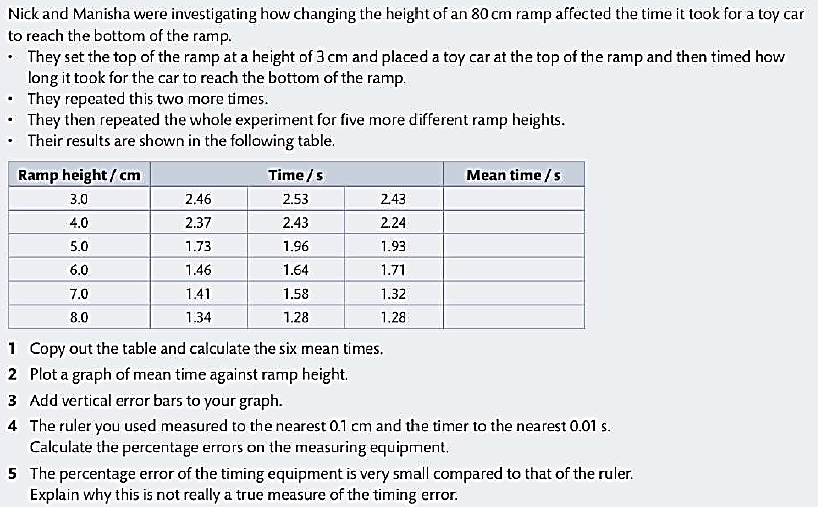 Nick and Manisha were investigating how changing the height of an 80 cm ramp affected the time it took for a toy car
to reach the bottom of the ramp.
• They set the top of the ramp at a height of 3 cm and placed a toy car at the top of the ramp and then timed how
long it took for the car to reach the bottom of the ramp.
• They repeated this two more times.
• They then repeated the whole experiment for five more different ramp heights.
• Their results are shown in the following table.
Ramp height / cm Time / s Mean time / s
3.0 2.46 2.53 2.43
4.0 2.37 2.43 2.24
5.0 1.73 1.96 1.93
6.0 1.46 1.64 1.71
7.0 1.41 1.58 1.32
8.0 1.34 1.28 1.28
1 Copy out the table and calculate the six mean times.
2 Plot a graph of mean time against ramp height.
3 Add vertical error bars to your graph.
4 The ruler you used measured to the nearest 0.1 cm and the timer to the nearest 0.01 s.
Calculate the percentage errors on the measuring equipment.
5 The percentage error of the timing equipment is very small compared to that of the ruler.
Explain why this is not really a true measure of the timing error.